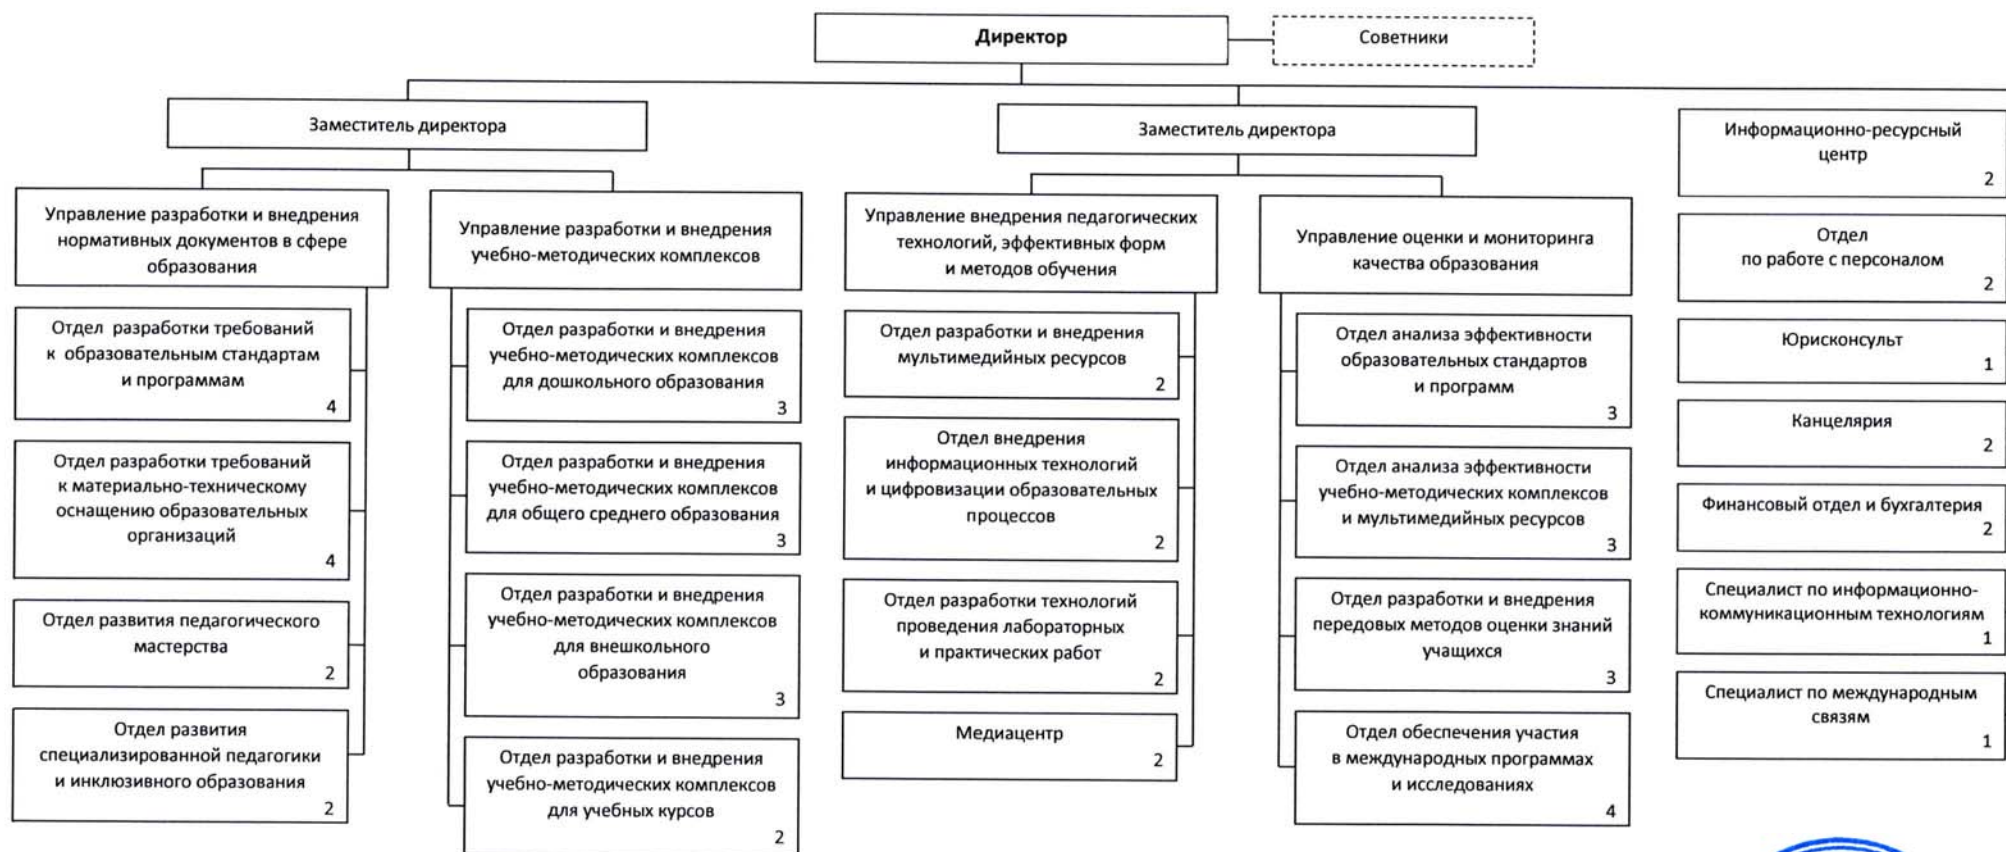 Директор
Советники
Заместитель директора
Управление разработки и внедрения
нормативных документов в сфере
образования
Отдел разработки требований
к образовательным стандартам
и программам
4
Отдел разработки требований
к материально-техническому
оснащению образовательных
организаций
4
Отдел развития педагогического
мастерства
2
Отдел развития
специализированной педагогики
и инклюзивного образования
2
Управление разработки и внедрения
учебно-методических комплексов
Отдел разработки и внедрения
учебно-методических комплексов
для дошкольного образования
3
Отдел разработки и внедрения
учебно-методических комплексов
для общего среднего образования
3
Отдел разработки и внедрения
учебно-методических комплексов
для внешкольного
образования
3
Отдел разработки и внедрения
учебно-методических комплексов
для учебных курсов
2
Заместитель директора
Управление внедрения педагогических
технологий, эффективных форм
и методов обучения
Отдел разработки и внедрения
мультимедийных ресурсов
2
Отдел внедрения
информационных технологий
и цифровизации образовательных
процессов
2
Отдел разработки технологий
проведения лабораторных
и практических работ
2
Медиацентр
2
Управление оценки и мониторинга
качества образования
Отдел анализа эффективности
образовательных стандартов
и программ
3
Отдел анализа эффективности
учебно-методических комплексов
и мультимедийных ресурсов
3
Отдел разработки и внедрения
передовых методов оценки знаний
учащихся
3
Отдел обеспечения участия
в международных программах
и исследованиях
4
Информационно-ресурсный
центр
2
Отдел
по работе с персоналом
2
Юрисконсульт
1
Канцелярия
2
Финансовый отдел и бухгалтерия
2
Специалист по информационно-
коммуникационным технологиям
1
Специалист по международным
связям
1